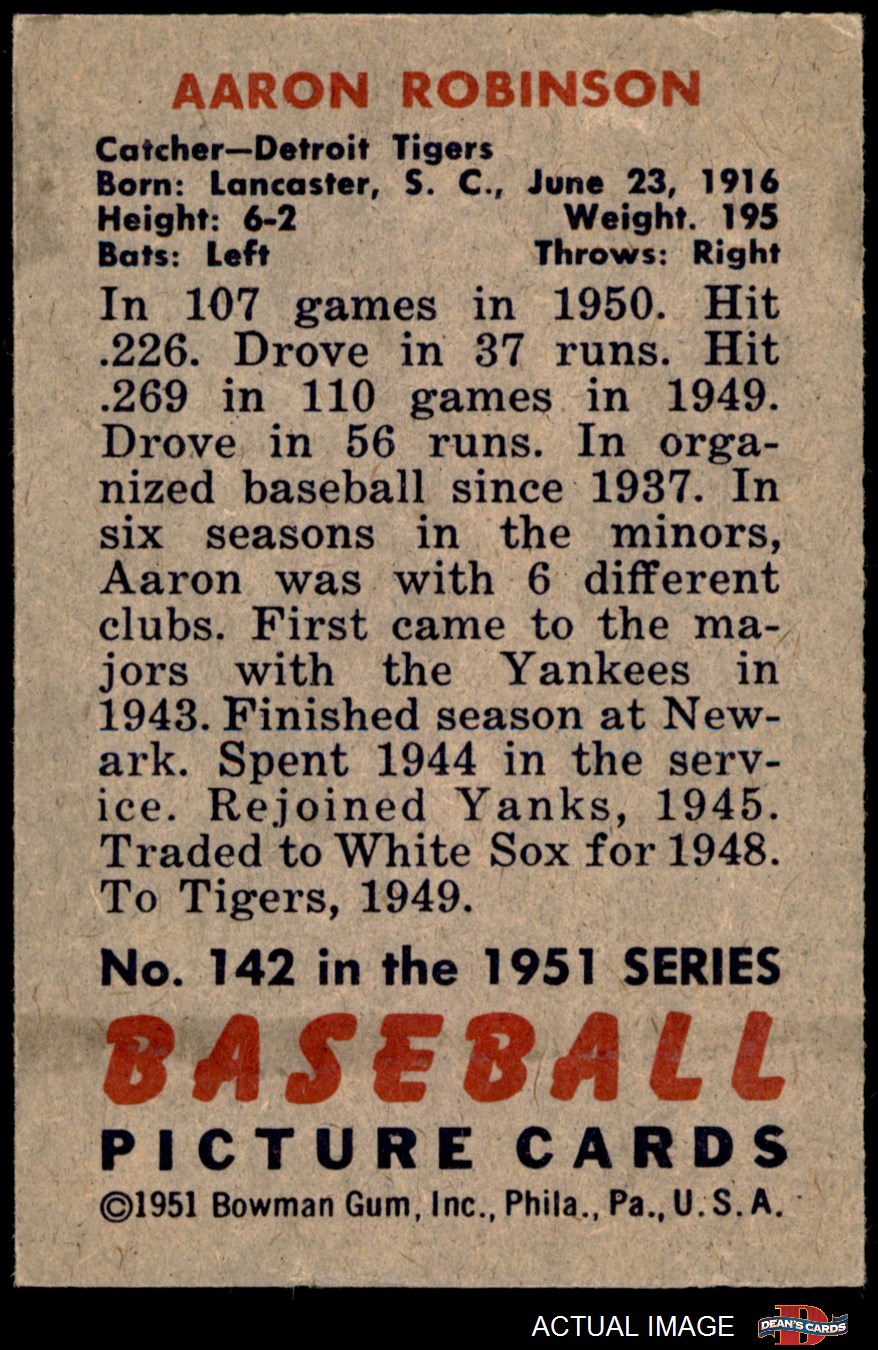 AARON ROBINSON
Catcher—Detroit Tigers
Born: Lancaster, S. C., June 23, 1916
Height: 6-2 Weight. 195
Bats: Left Throws: Right
In 107 games in 1950. Hit
.226. Drove in 37 runs. Hit
.269 in 110 games in 1949.
Drove in 56 runs. In orga-
nized baseball since 1937. In
six seasons in the minors,
Aaron was with 6 different
clubs. First came to the ma-
jors with the Yankees in
1943. Finished season at New-
ark. Spent 1944 in the serv-
ice. Rejoined Yanks, 1945.
Traded to White Sox for 1948.
To Tigers, 1949.
No. 142 in the 1951 SERIES
BASEBALL
PICTURE CARDS
©1951 Bowman Gum, Inc., Phila., Pa., U. S. A.
ACTUAL IMAGE
D
DEAN'S CARDS